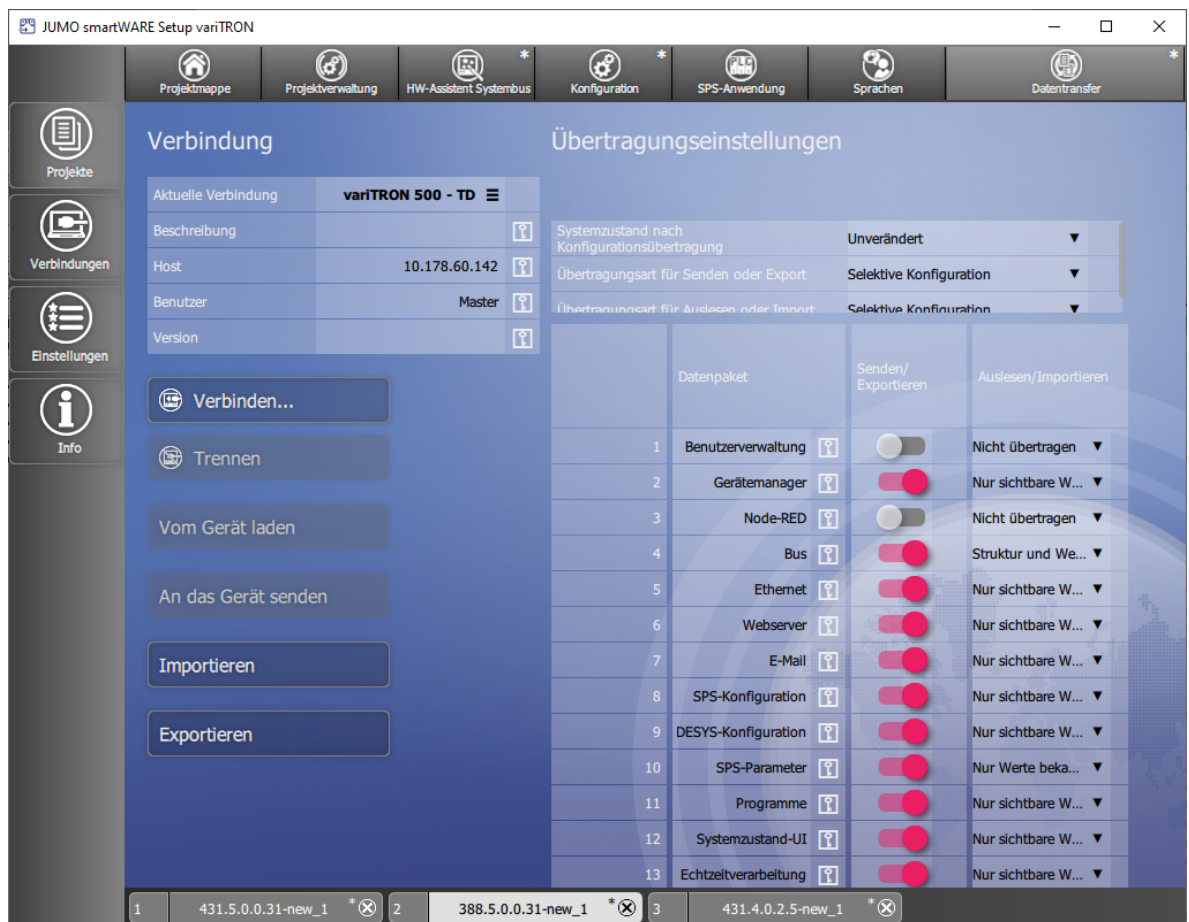 JUMO smartWARE Setup variTRON
Projektmappe
Projektverwaltung
HW-Assistent Systembus *
Konfiguration *
SPS-Anwendung
Sprachen
Datentransfer *
Projekte
Verbindungen
Einstellungen
Info
Verbindung
Aktuelle Verbindung variTRON 500 - TD
Beschreibung
Host 10.178.60.142
Benutzer Master
Version
Verbinden...
Trennen
Vom Gerät laden
An das Gerät senden
Importieren
Exportieren
Übertragungseinstellungen
Systemzustand nach
Konfigurationsübertragung
Unverändert
Übertragungsart für Senden oder Export Selektive Konfiguration
Übertragungsart für Auslesen oder Import Selektive Konfiguration
Datenpaket
Senden/
Exportieren
Auslesen/Importieren
1 Benutzerverwaltung Nicht übertragen
2 Gerätemanager Nur sichtbare W...
3 Node-RED Nicht übertragen
4 Bus Struktur und We...
5 Ethernet Nur sichtbare W...
6 Webserver Nur sichtbare W...
7 E-Mail Nur sichtbare W...
8 SPS-Konfiguration Nur sichtbare W...
9 DESYS-Konfiguration Nur sichtbare W...
10 SPS-Parameter Nur Werte beka...
11 Programme Nur sichtbare W...
12 Systemzustand-UI Nur sichtbare W...
13 Echtzeitverarbeitung Nur sichtbare W...
1 431.5.0.0.31-new_1 *
2 388.5.0.0.31-new_1 *
3 431.4.0.2.5-new_1 *